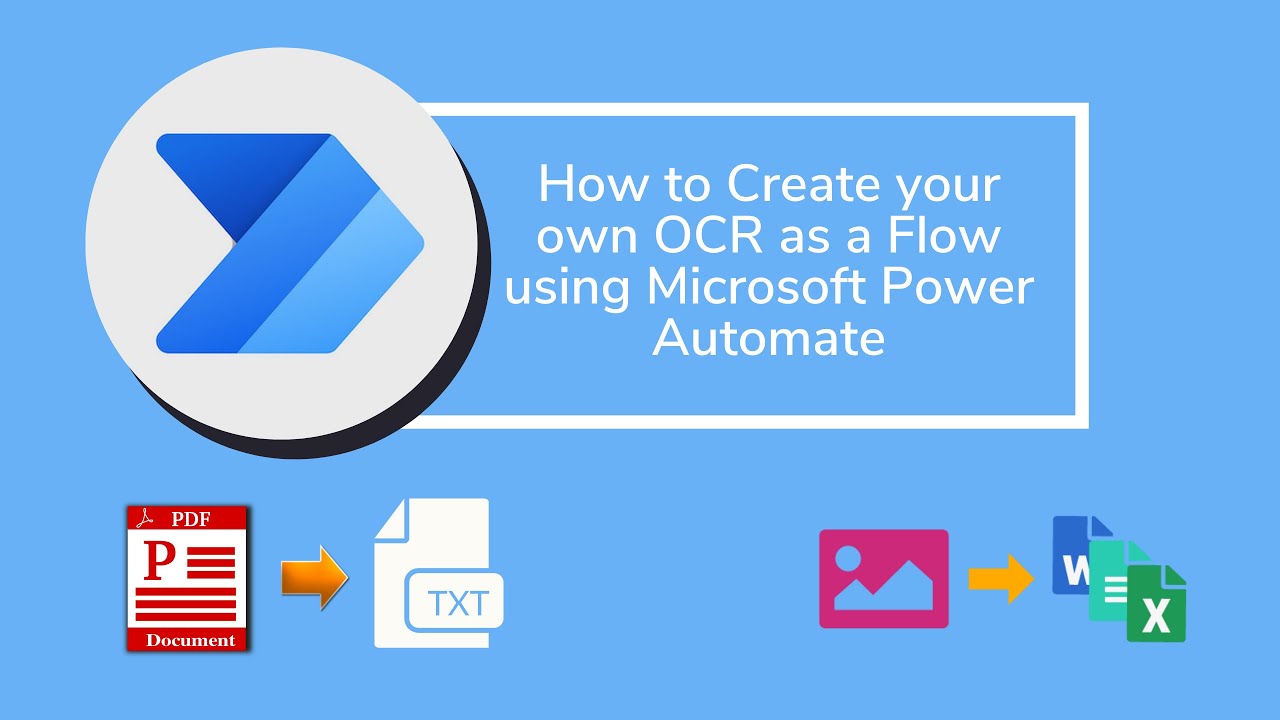 How to Create your
own OCR as a Flow
using Microsoft Power
Automate
PDF
P
Document
TXT
W
X